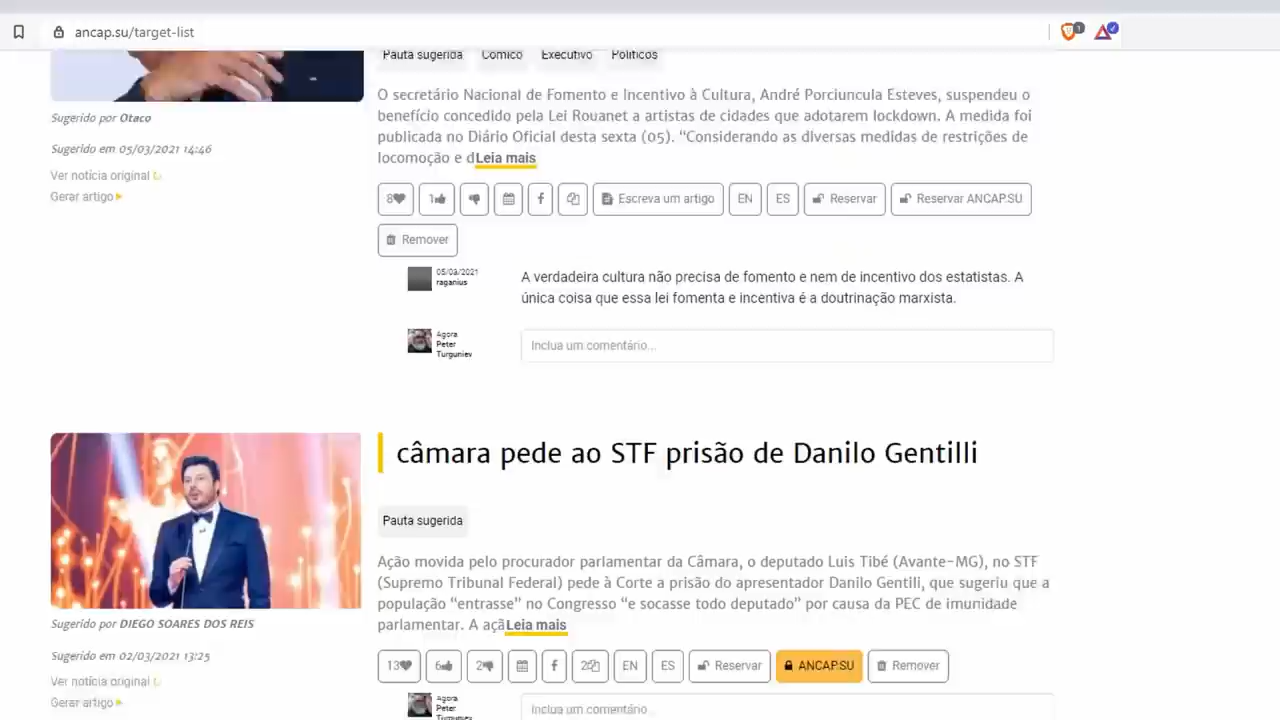 ancap.su/target-list
1
Pauta sugerida Cômico Executivo Políticos
O secretário Nacional de Fomento e Incentivo à Cultura, André Porciuncula Esteves, suspendeu o
benefício concedido pela Lei Rouanet a artistas de cidades que adotarem lockdown. A medida foi
publicada no Diário Oficial desta sexta (05). “Considerando as diversas medidas de restrições de
locomoção e dLeia mais
Sugerido por Otaco
Sugerido em 05/03/2021 14:46
Ver notícia original
Gerar artigo
8 1 Escreva um artigo EN ES Reservar Reservar ANCAP.SU
Remover
05/03/2021
raganius
A verdadeira cultura não precisa de fomento e nem de incentivo dos estatistas. A
única coisa que essa lei fomenta e incentiva é a doutrinação marxista.
Agora
Peter
Turguniev
Inclua um comentário...
câmara pede ao STF prisão de Danilo Gentilli
Pauta sugerida
Ação movida pelo procurador parlamentar da Câmara, o deputado Luis Tibé (Avante-MG), no STF
(Supremo Tribunal Federal) pede à Corte a prisão do apresentador Danilo Gentili, que sugeriu que a
população “entrasse” no Congresso “e socasse todo deputado” por causa da PEC de imunidade
parlamentar. A açãLeia mais
Sugerido por DIEGO SOARES DOS REIS
Sugerido em 02/03/2021 13:25
Ver notícia original
Gerar artigo
13 6 2 2 EN ES Reservar ANCAP.SU Remover
Agora
Peter
Turguniev
Inclua um comentário...